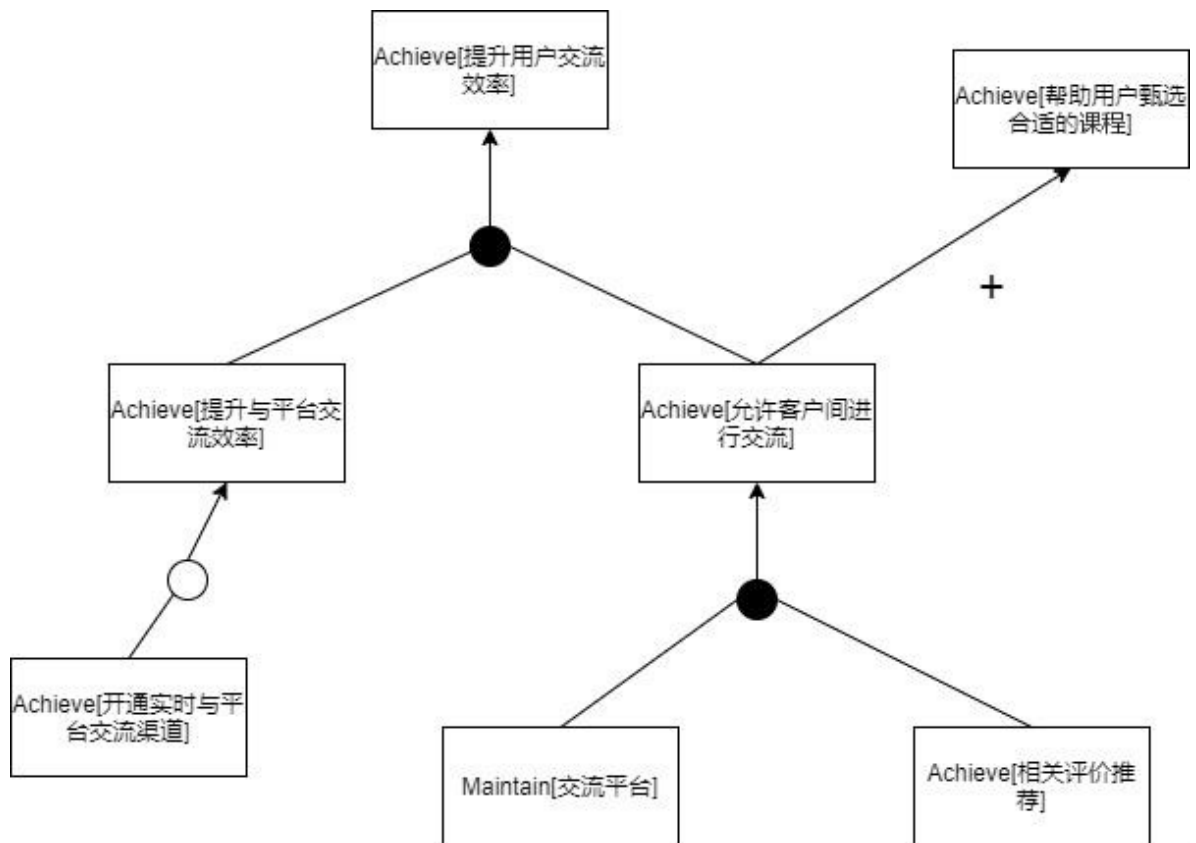 Achieve[提升用户交流
效率]
Achieve[帮助用户甄选
合适的课程]
+
Achieve[提升与平台交
流效率]
Achieve[允许客户间进
行交流]
Achieve[开通实时与平
台交流渠道]
Maintain[交流平台]
Achieve[相关评价推
荐]